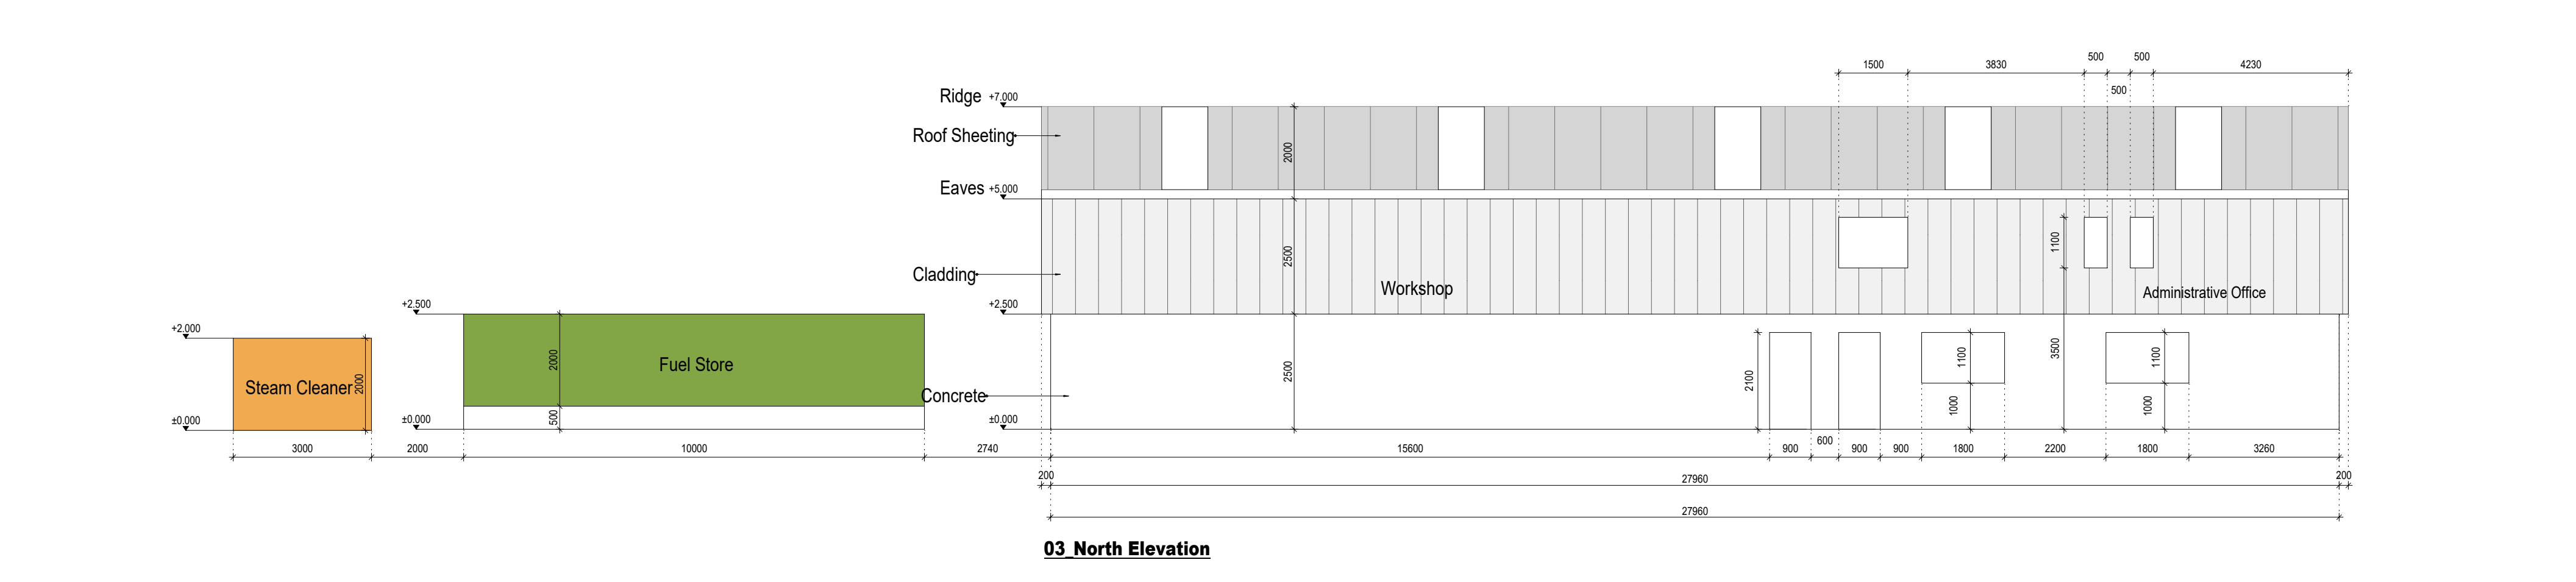 500 500
1500 3830 4230
500
Ridge +7.000
Roof Sheeting
2000
Eaves +5.000
1100
2500
Cladding
Workshop
Administrative Office
+2.500 +2.500
+2.000
1100 1100
3500
2000
Fuel Store
2500
2100
Steam Cleaner 2000
Concrete
1000 1000
±0.000 ±0.000 ±0.000
500
600
3000 2000 10000 2740 15600 900 900 900 1800 2200 1800 3260
200 27960 200
27960
03_North Elevation